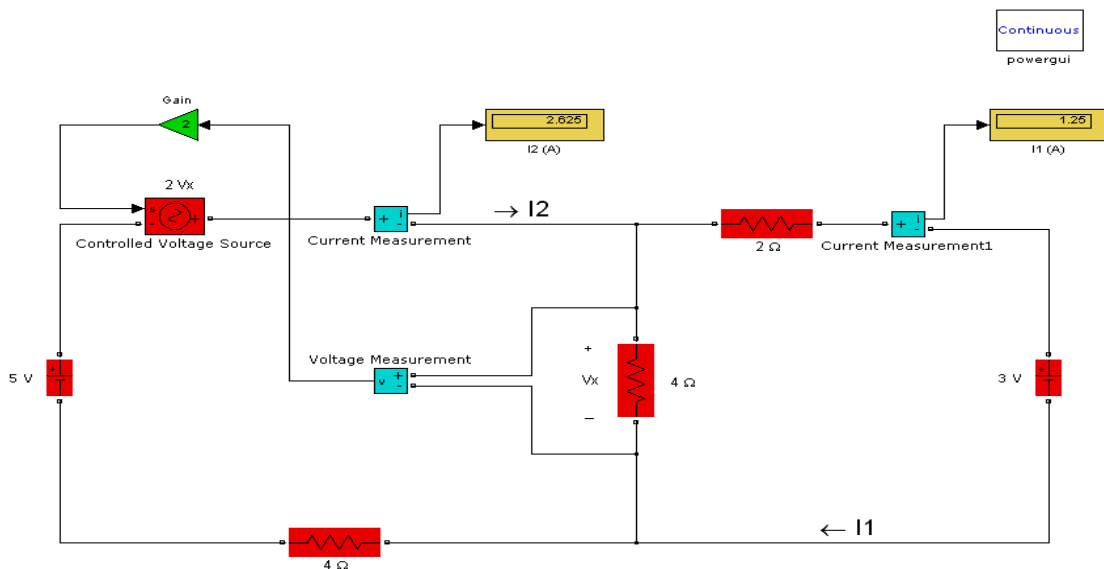 Continuous
powergui
Gain
2
2.625
I2 (A)
1.25
I1 (A)
2 Vx
s
- +
Controlled Voltage Source
+ i
-
Current Measurement
→ I2
2 Ω
+ i
-
Current Measurement1
5 V
+
Voltage Measurement
v +
-
+
Vx
–
4 Ω
3 V
+
← I1
4 Ω